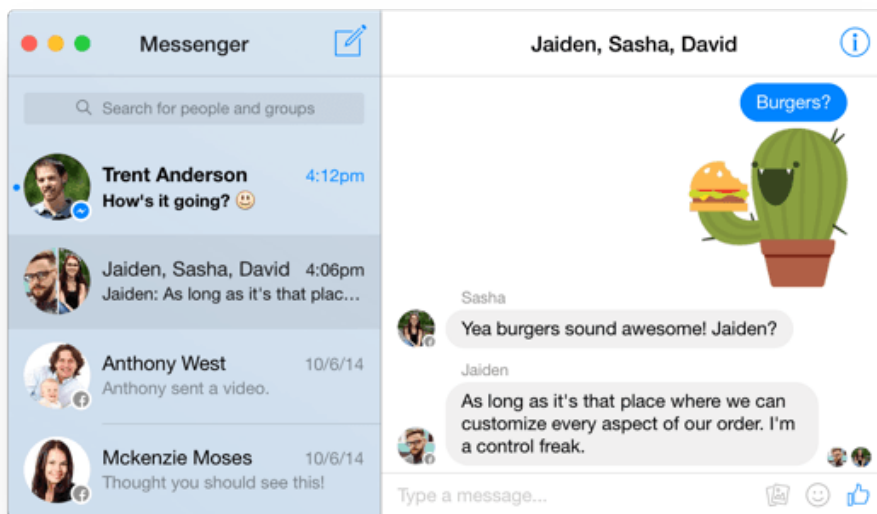 Messenger
Search for people and groups
Trent Anderson 4:12pm
How's it going? 😃
Jaiden, Sasha, David 4:06pm
Jaiden: As long as it's that plac...
Anthony West 10/6/14
Anthony sent a video.
Mckenzie Moses 10/6/14
Thought you should see this!
Jaiden, Sasha, David
Burgers?
Sasha
Yea burgers sound awesome! Jaiden?
Jaiden
As long as it's that place where we can
customize every aspect of our order. I'm
a control freak.
Type a message...